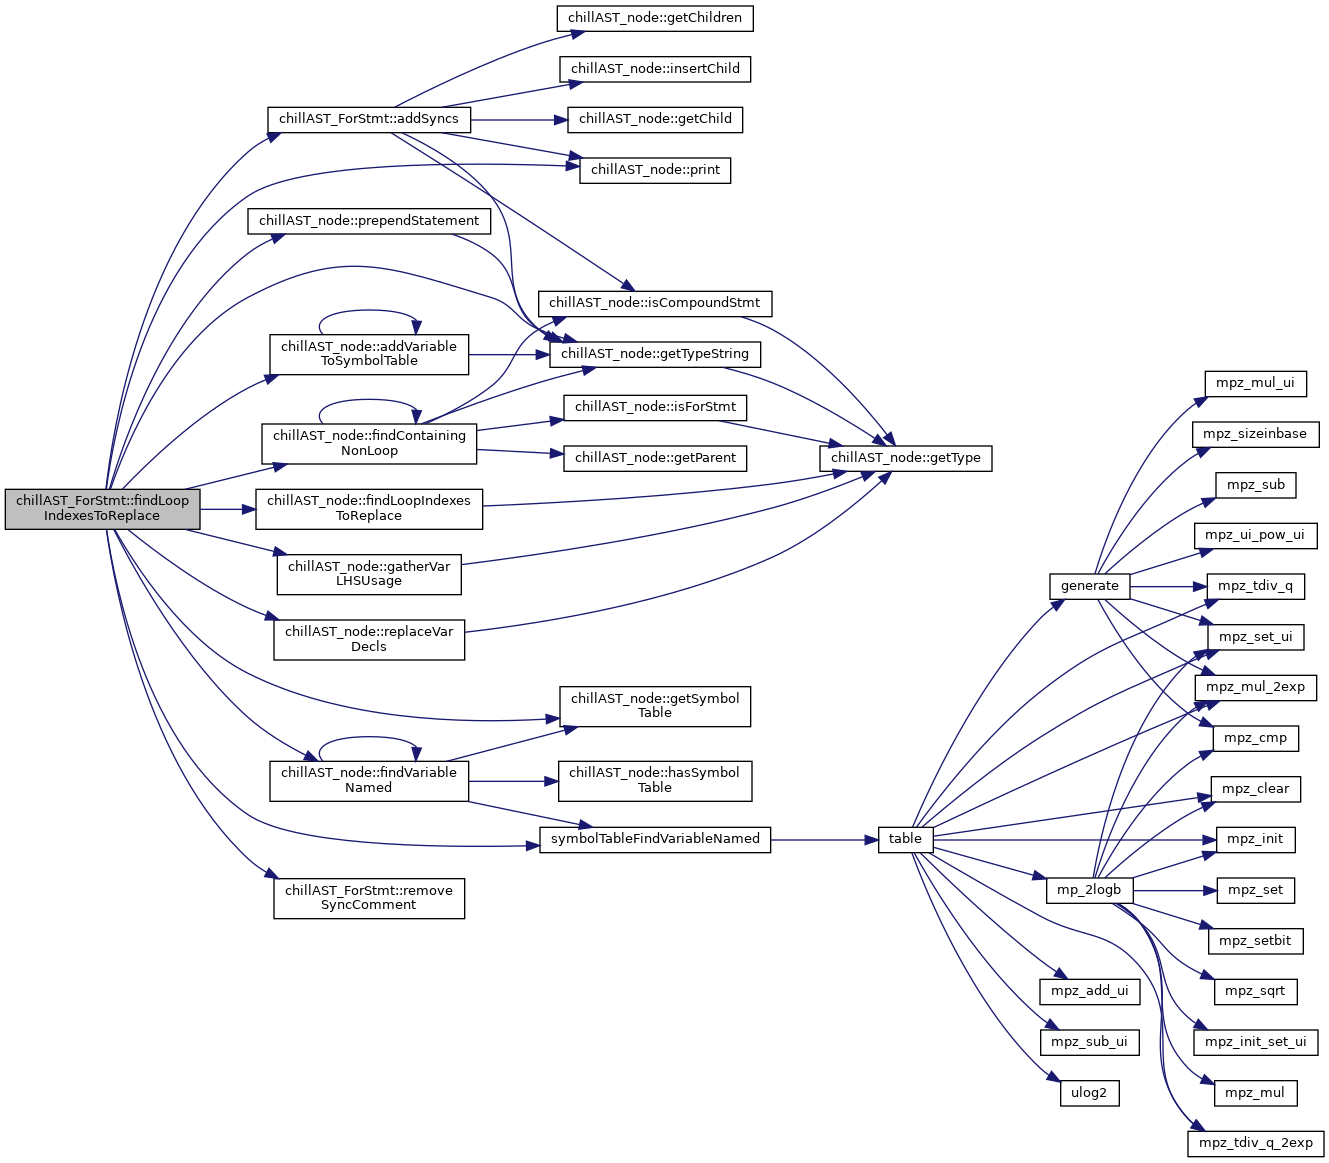 chillAST_node::getChildren
chillAST_node::insertChild
chillAST_ForStmt::addSyncs
chillAST_node::getChild
chillAST_node::print
chillAST_node::prependStatement
chillAST_node::isCompoundStmt
chillAST_node::addVariable
ToSymbolTable
chillAST_node::getTypeString
chillAST_node::isForStmt
chillAST_node::findContaining
NonLoop
chillAST_node::getParent
chillAST_node::getType
chillAST_ForStmt::findLoop
IndexesToReplace
chillAST_node::findLoopIndexes
ToReplace
chillAST_node::gatherVar
LHSUsage
chillAST_node::replaceVar
Decls
chillAST_node::getSymbol
Table
chillAST_node::findVariable
Named
chillAST_node::hasSymbol
Table
symbolTableFindVariableNamed
chillAST_ForStmt::remove
SyncComment
table
generate
mp_2logb
mpz_add_ui
mpz_sub_ui
ulog2
mpz_mul_ui
mpz_sizeinbase
mpz_sub
mpz_ui_pow_ui
mpz_tdiv_q
mpz_set_ui
mpz_mul_2exp
mpz_cmp
mpz_clear
mpz_init
mpz_set
mpz_setbit
mpz_sqrt
mpz_init_set_ui
mpz_mul
mpz_tdiv_q_2exp